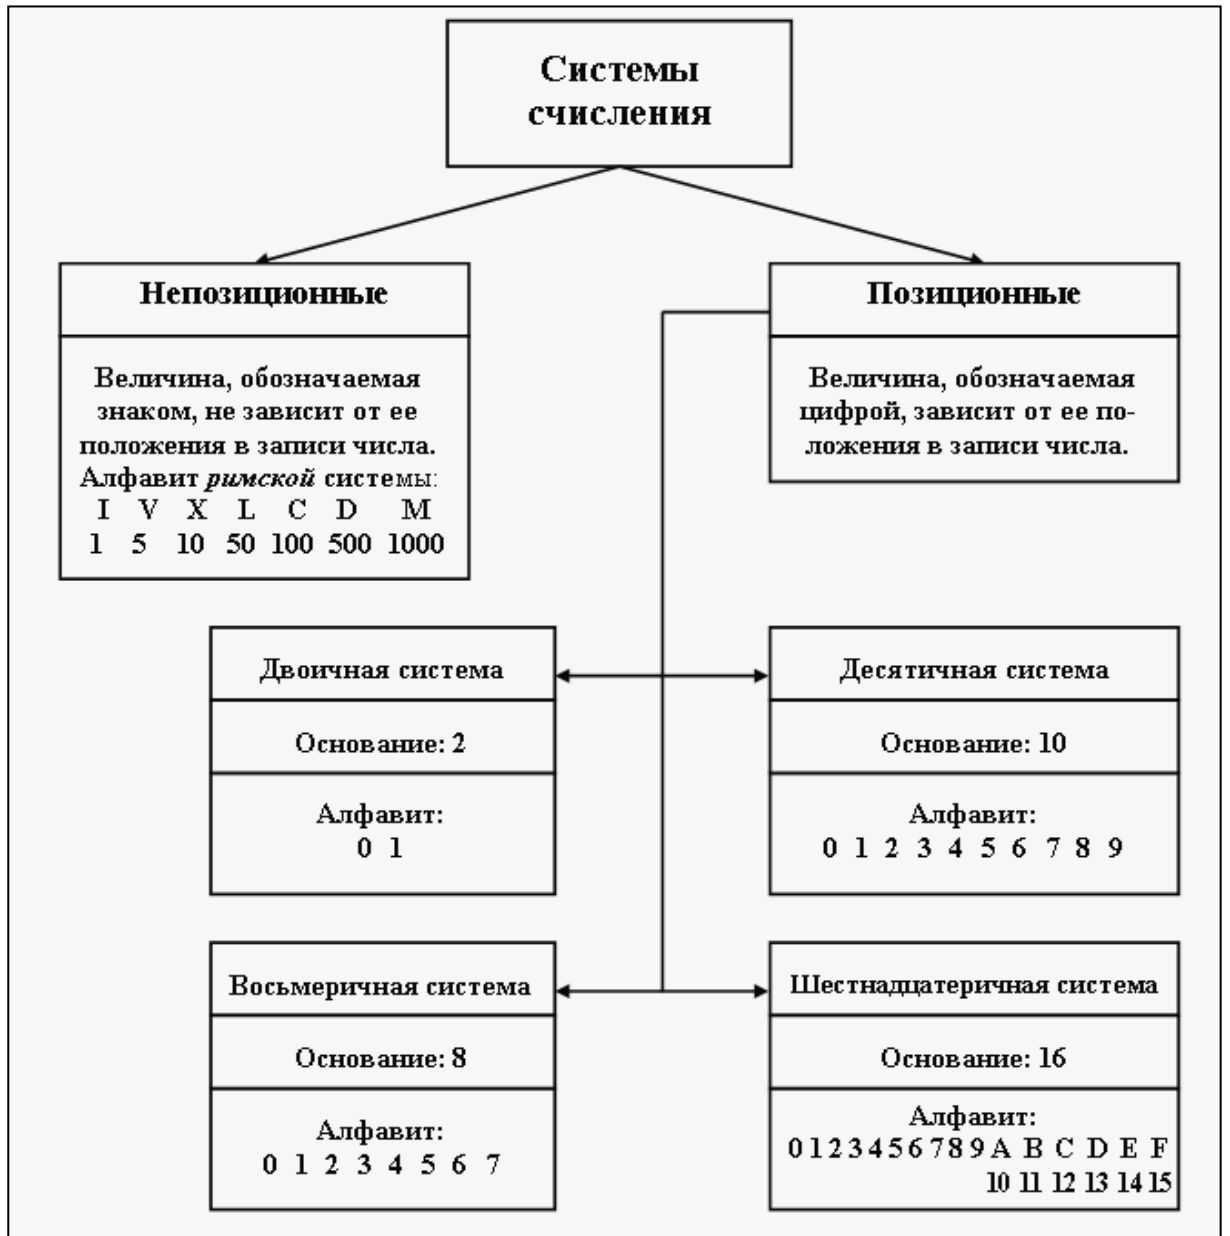 Системы
счисления
Непозиционные
Величина, обозначаемая
знаком, не зависит от ее
положения в записи числа.
Алфавит римской системы:
I V X L C D M
1 5 10 50 100 500 1000
Позиционные
Величина, обозначаемая
цифрой, зависит от ее по-
ложения в записи числа.
Двоичная система
Основание: 2
Алфавит:
0 1
Десятичная система
Основание: 10
Алфавит:
0 1 2 3 4 5 6 7 8 9
Восьмеричная система
Основание: 8
Алфавит:
0 1 2 3 4 5 6 7
Шестнадцатеричная система
Основание: 16
Алфавит:
0 1 2 3 4 5 6 7 8 9 A B C D E F
10 11 12 13 14 15